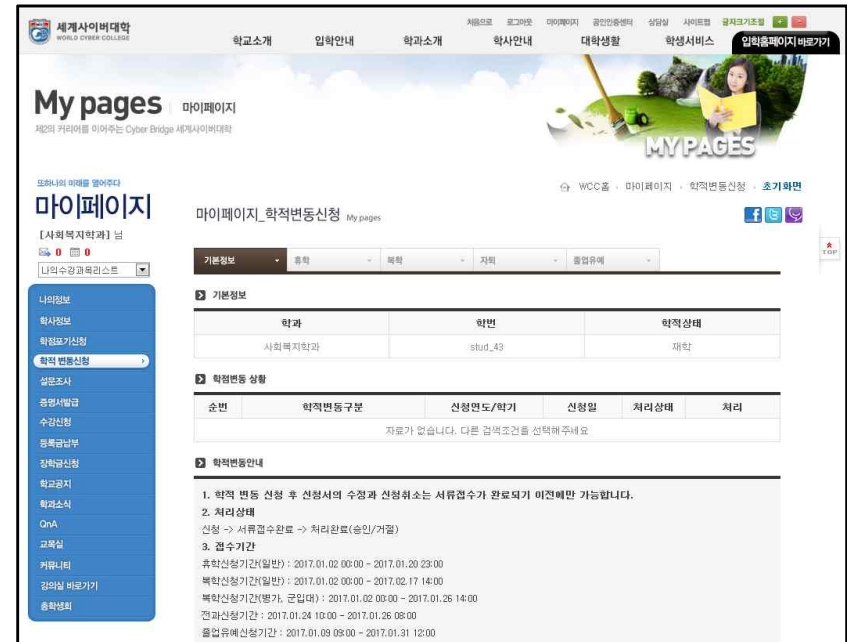 세계사이버대학
WORLD CYBER COLLEGE
처음으로 로그아웃 마이페이지 공인인증센터 상담실 사이트맵 글자크기조절
학교소개 입학안내 학과소개 학사안내 대학생활 학생서비스 입학홈페이지 바로가기
My pages 마이페이지
제2의 커리어를 이어주는 Cyber Bridge 세계사이버대학
MY PAGES
또하나의 미래를 열어주다
마이페이지
WCC홈 마이페이지 학적변동신청 초기화면
[사회복지학과] 님
0 0
나의수강과목리스트
마이페이지_학적변동신청 My pages
TOP
기본정보 휴학 복학 자퇴 졸업유예
나의정보
학사정보
학점포기신청
학적 변동신청
설문조사
증명서발급
수강신청
등록금납부
장학금신청
학교공지
학과소식
QnA
교목실
커뮤니티
강의실 바로가기
총학생회
기본정보
학과 학번 학적상태
사회복지학과 stud_43 재학
학점변동 상황
순번 학적변동구분 신청연도/학기 신청일 처리상태 처리
자료가 없습니다. 다른 검색조건을 선택해주세요
학적변동안내
1. 학적 변동 신청 후 신청서의 수정과 신청취소는 서류접수가 완료되기 이전에만 가능합니다.
2. 처리상태
신청 -> 서류접수완료 -> 처리완료(승인/거절)
3. 접수기간
휴학신청기간(일반) : 2017.01.02 00:00 - 2017.01.20 23:00
복학신청기간(일반) : 2017.01.02 00:00 - 2017.02.17 14:00
복학신청기간(병가, 군입대) : 2017.01.02 00:00 - 2017.01.26 14:00
전과신청기간 : 2017.01.24 10:00 - 2017.01.26 08:00
졸업유예신청기간 : 2017.01.09 09:00 - 2017.01.31 12:00